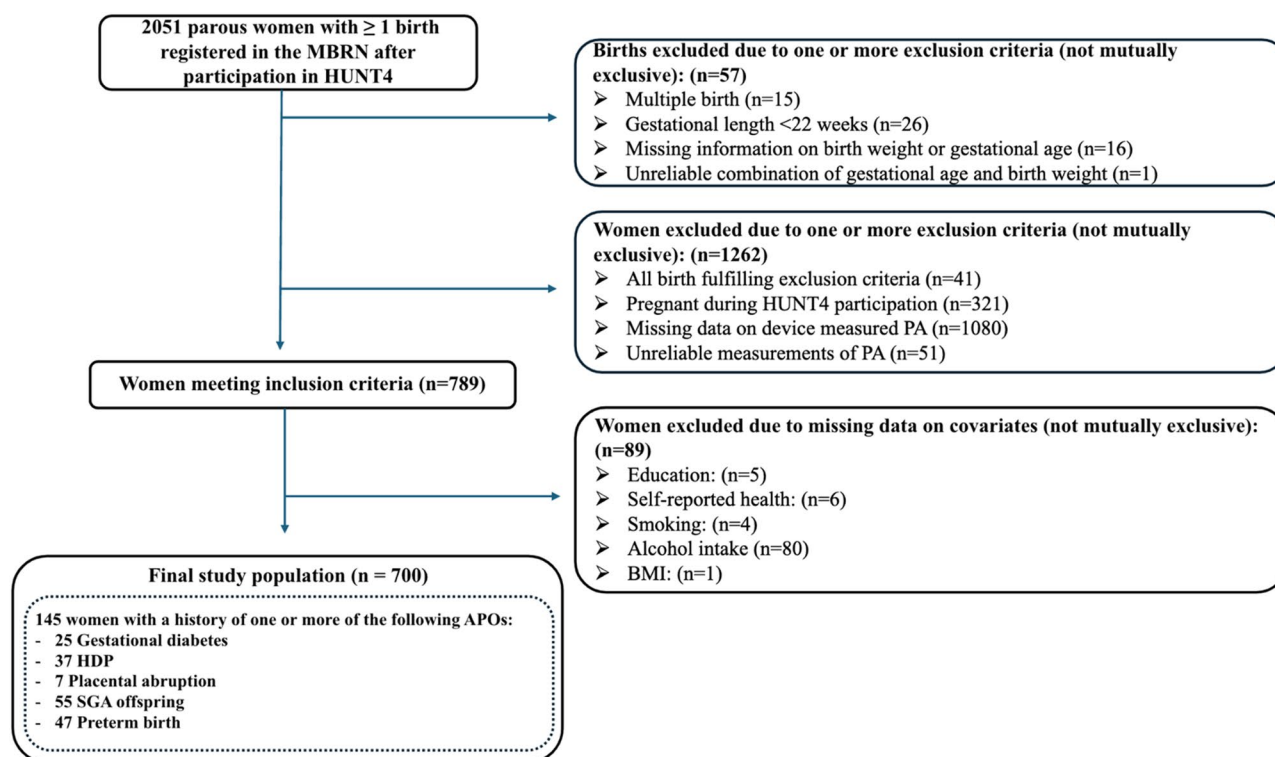 2051 parous women with ≥ 1 birth
registered in the MBRN after
participation in HUNT4
Births excluded due to one or more exclusion criteria (not mutually
exclusive): (n=57)
➢ Multiple birth (n=15)
➢ Gestational length <22 weeks (n=26)
➢ Missing information on birth weight or gestational age (n=16)
➢ Unreliable combination of gestational age and birth weight (n=1)
Women excluded due to one or more exclusion criteria (not mutually
exclusive): (n=1262)
➢ All birth fulfilling exclusion criteria (n=41)
➢ Pregnant during HUNT4 participation (n=321)
➢ Missing data on device measured PA (n=1080)
➢ Unreliable measurements of PA (n=51)
Women meeting inclusion criteria (n=789)
Women excluded due to missing data on covariates (not mutually exclusive):
(n=89)
➢ Education: (n=5)
➢ Self-reported health: (n=6)
➢ Smoking: (n=4)
➢ Alcohol intake (n=80)
➢ BMI: (n=1)
Final study population (n = 700)
145 women with a history of one or more of the following APOs:
- 25 Gestational diabetes
- 37 HDP
- 7 Placental abruption
- 55 SGA offspring
- 47 Preterm birth